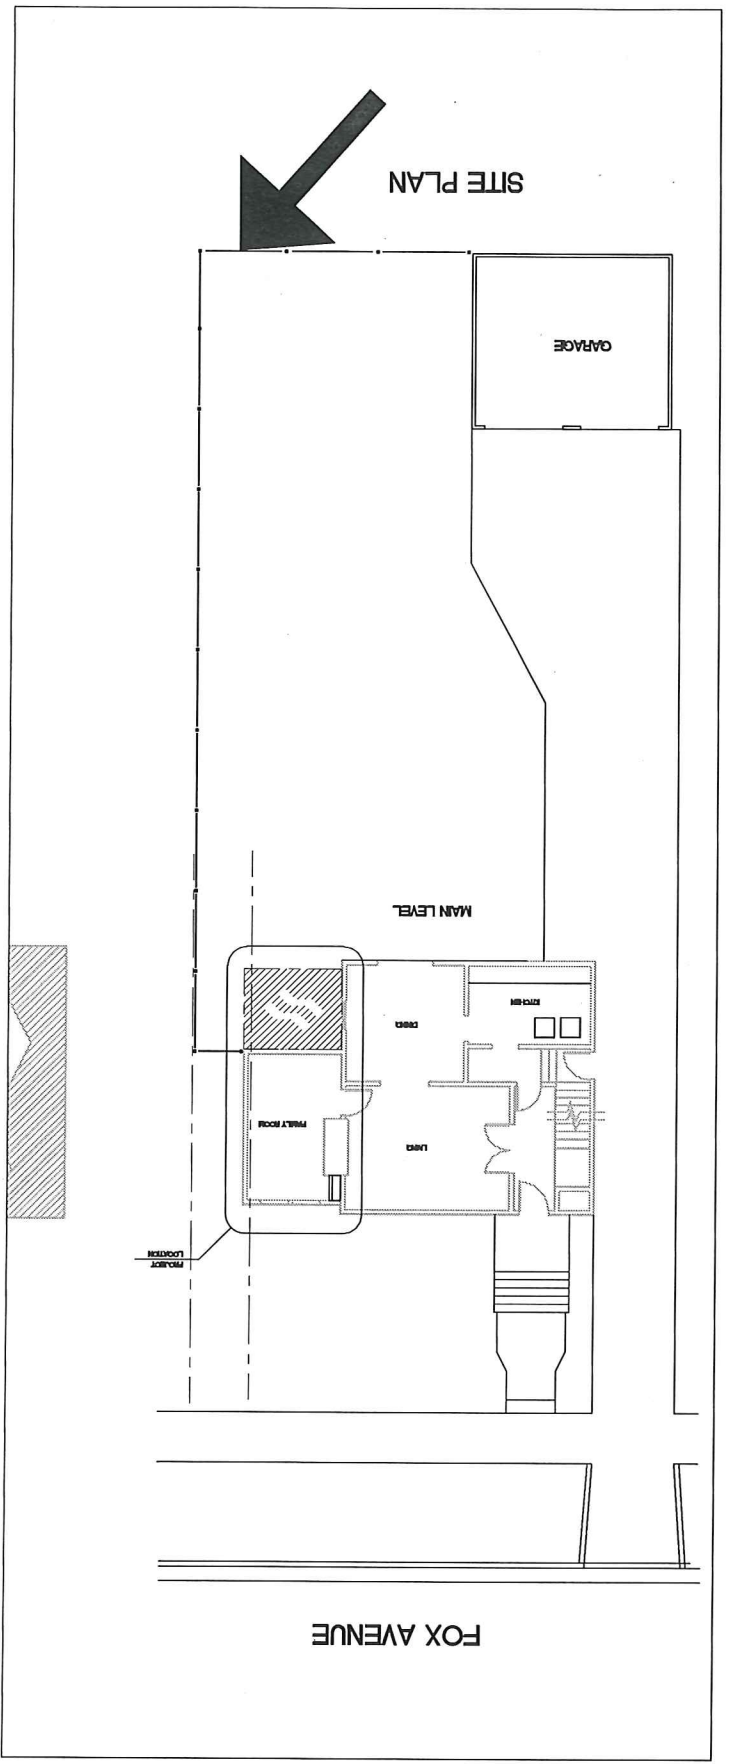 FOX AVENUE
PROJECT
LOCATION
LIVING
FAMILY ROOM
KITCHEN
DINING
MAIN LEVEL
GARAGE
SITE PLAN